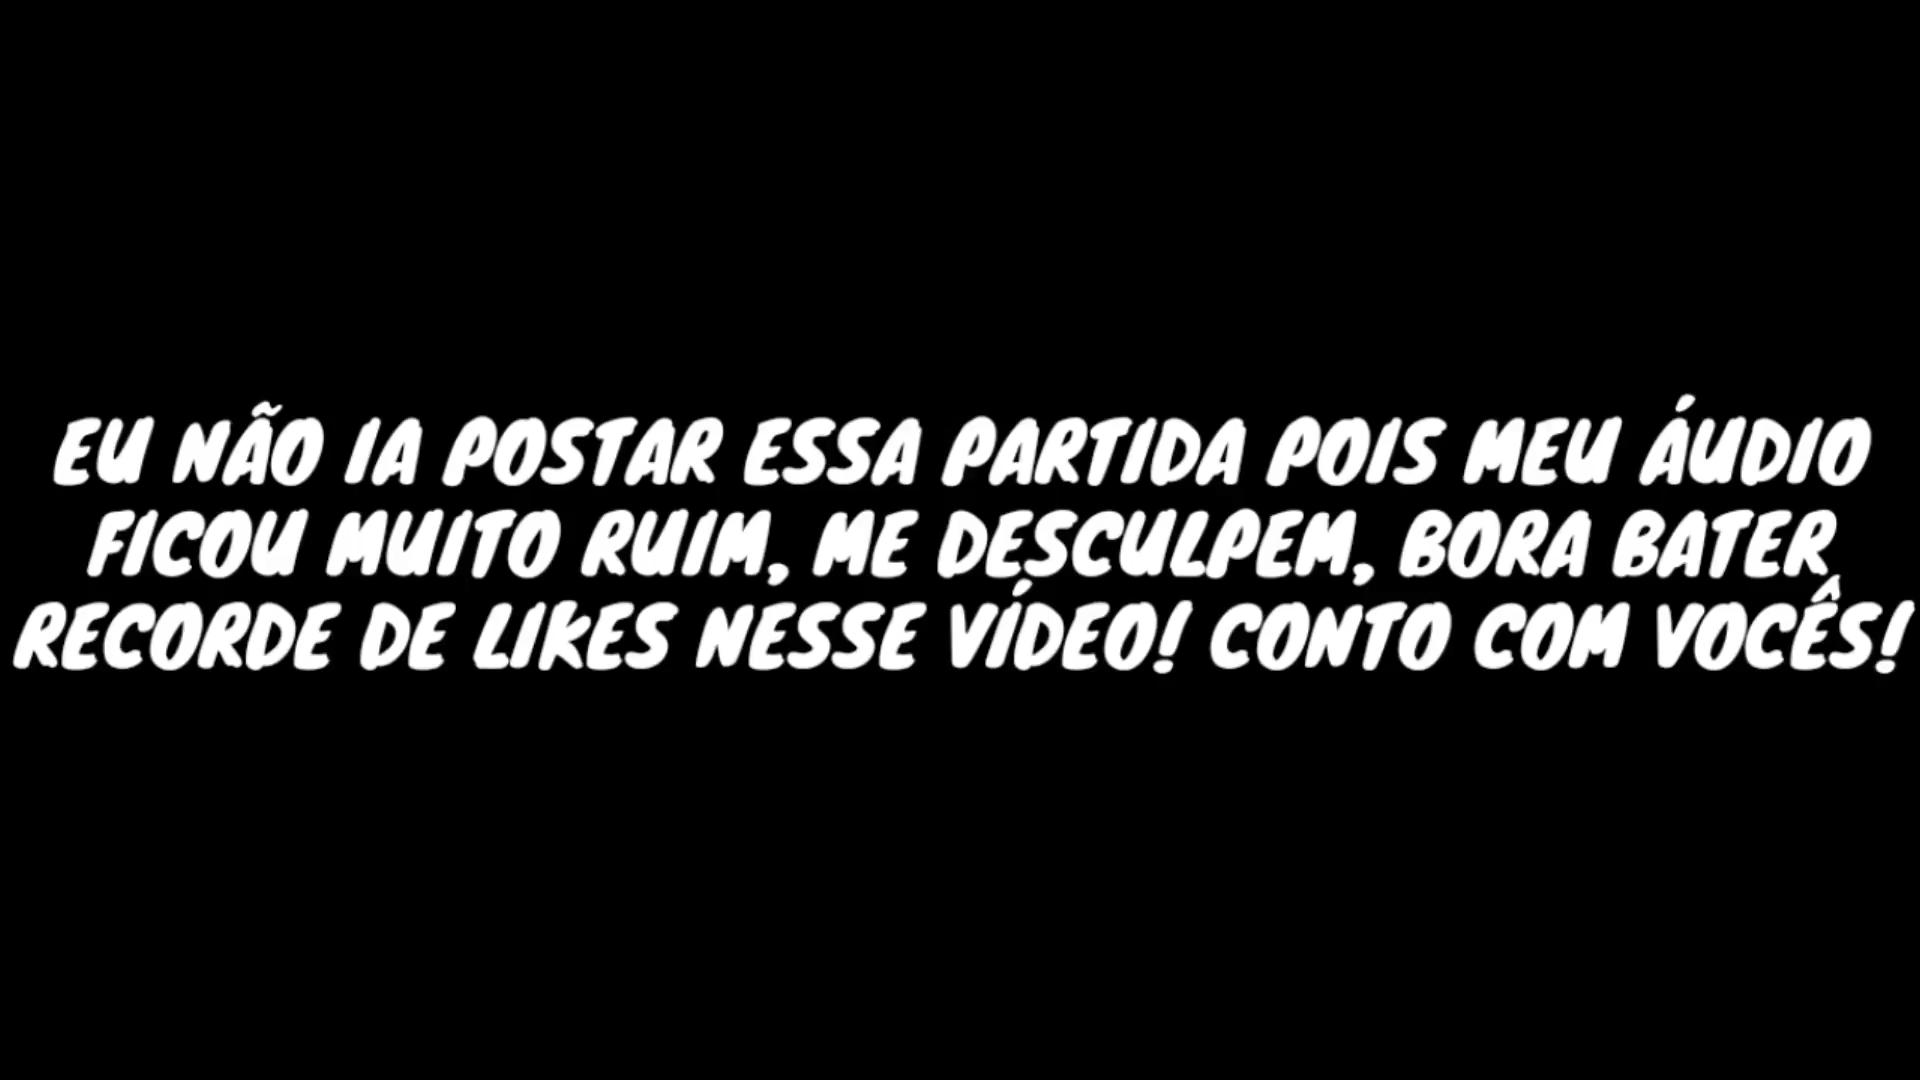 EU NÃO IA POSTAR ESSA PARTIDA POIS MEU ÁUDIO
FICOU MUITO RUIM, ME DESCULPEM, BORA BATER
RECORDE DE LIKES NESSE VÍDEO! CONTO COM VOCÊS!